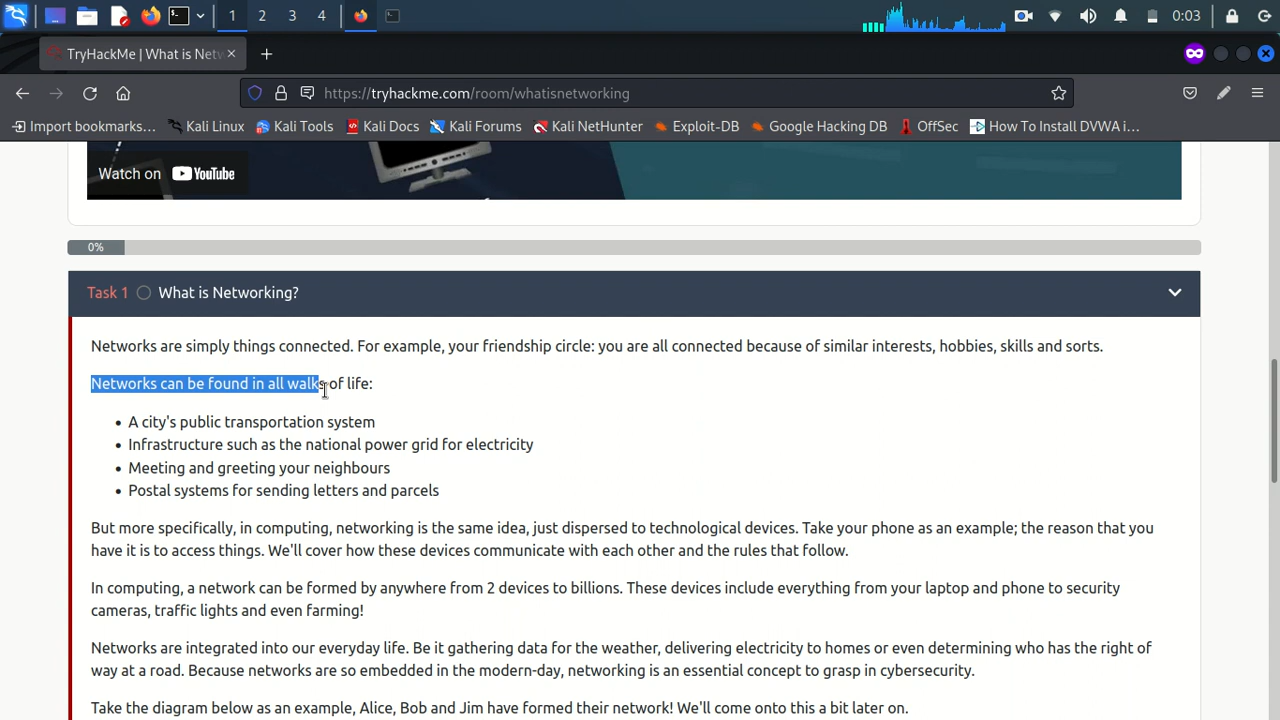 1 2 3 4 0:03
TryHackMe | What is Netw
https://tryhackme.com/room/whatisnetworking
Import bookmarks… Kali Linux Kali Tools Kali Docs Kali Forums Kali NetHunter Exploit-DB Google Hacking DB OffSec How To Install DVWA i…
Watch on YouTube
0%
Task 1 What is Networking?
Networks are simply things connected. For example, your friendship circle: you are all connected because of similar interests, hobbies, skills and sorts.
Networks can be found in all walks of life:
• A city's public transportation system
• Infrastructure such as the national power grid for electricity
• Meeting and greeting your neighbours
• Postal systems for sending letters and parcels
But more specifically, in computing, networking is the same idea, just dispersed to technological devices. Take your phone as an example; the reason that you
have it is to access things. We'll cover how these devices communicate with each other and the rules that follow.
In computing, a network can be formed by anywhere from 2 devices to billions. These devices include everything from your laptop and phone to security
cameras, traffic lights and even farming!
Networks are integrated into our everyday life. Be it gathering data for the weather, delivering electricity to homes or even determining who has the right of
way at a road. Because networks are so embedded in the modern-day, networking is an essential concept to grasp in cybersecurity.
Take the diagram below as an example, Alice, Bob and Jim have formed their network! We'll come onto this a bit later on.